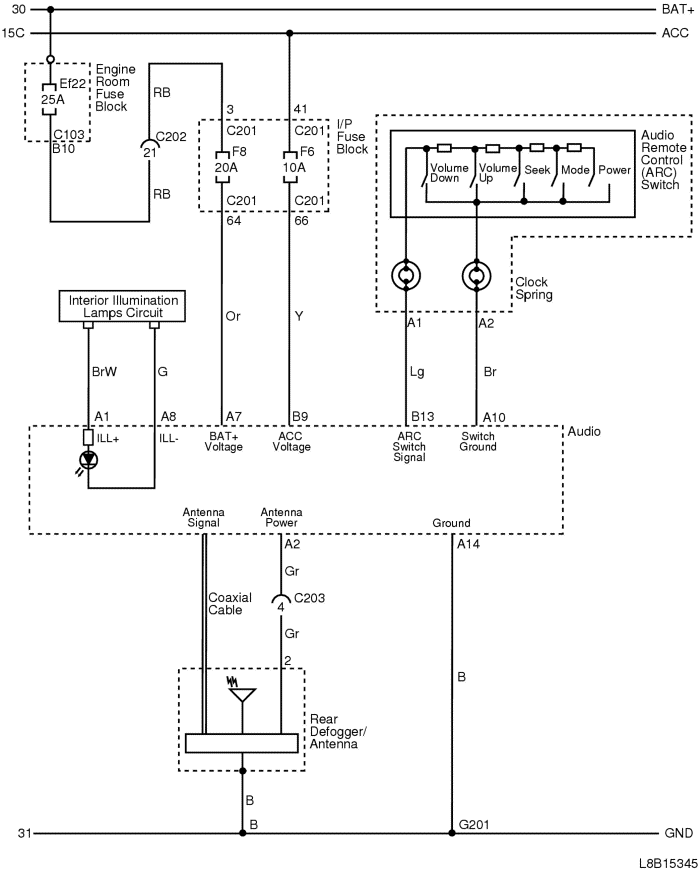 30
BAT+
15C
ACC
Ef22
25A
Engine
Room
Fuse
Block
C103
B10
RB
C202
21
RB
3
41
C201
C201
F8
20A
F6
10A
C201
C201
64
66
I/P
Fuse
Block
Audio
Remote
Control
(ARC)
Switch
Volume
Down
Volume
Up
Seek
Mode
Power
Clock
Spring
A1
A2
Interior Illumination
Lamps Circuit
Or
Y
BrW
G
Lg
Br
A1
A8
A7
B9
B13
A10
ILL+
ILL-
BAT+
Voltage
ACC
Voltage
ARC
Switch
Signal
Switch
Ground
Audio
Antenna
Signal
Antenna
Power
Ground
A2
A14
Gr
Coaxial
Cable
C203
4
Gr
2
B
Rear
Defogger/
Antenna
B
B
G201
31
GND
L8B15345